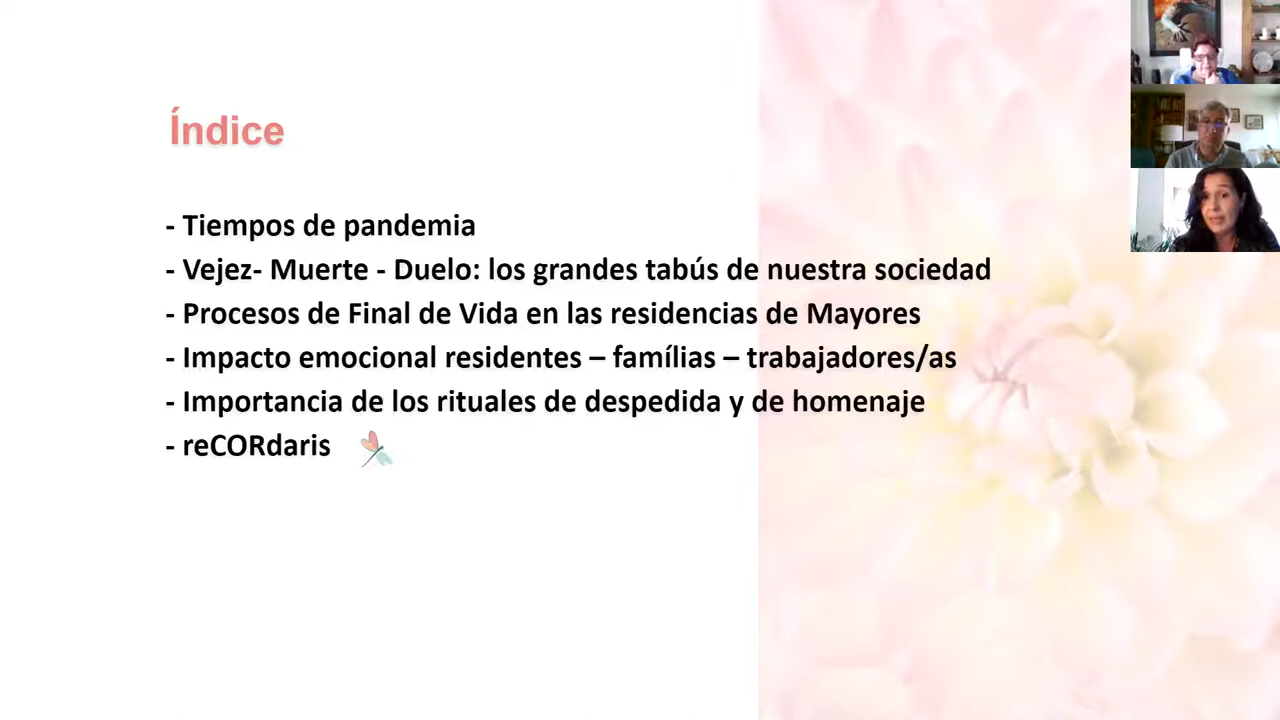 Índice
- Tiempos de pandemia
- Vejez- Muerte - Duelo: los grandes tabús de nuestra sociedad
- Procesos de Final de Vida en las residencias de Mayores
- Impacto emocional residentes – famílias – trabajadores/as
- Importancia de los rituales de despedida y de homenaje
- reCORdaris